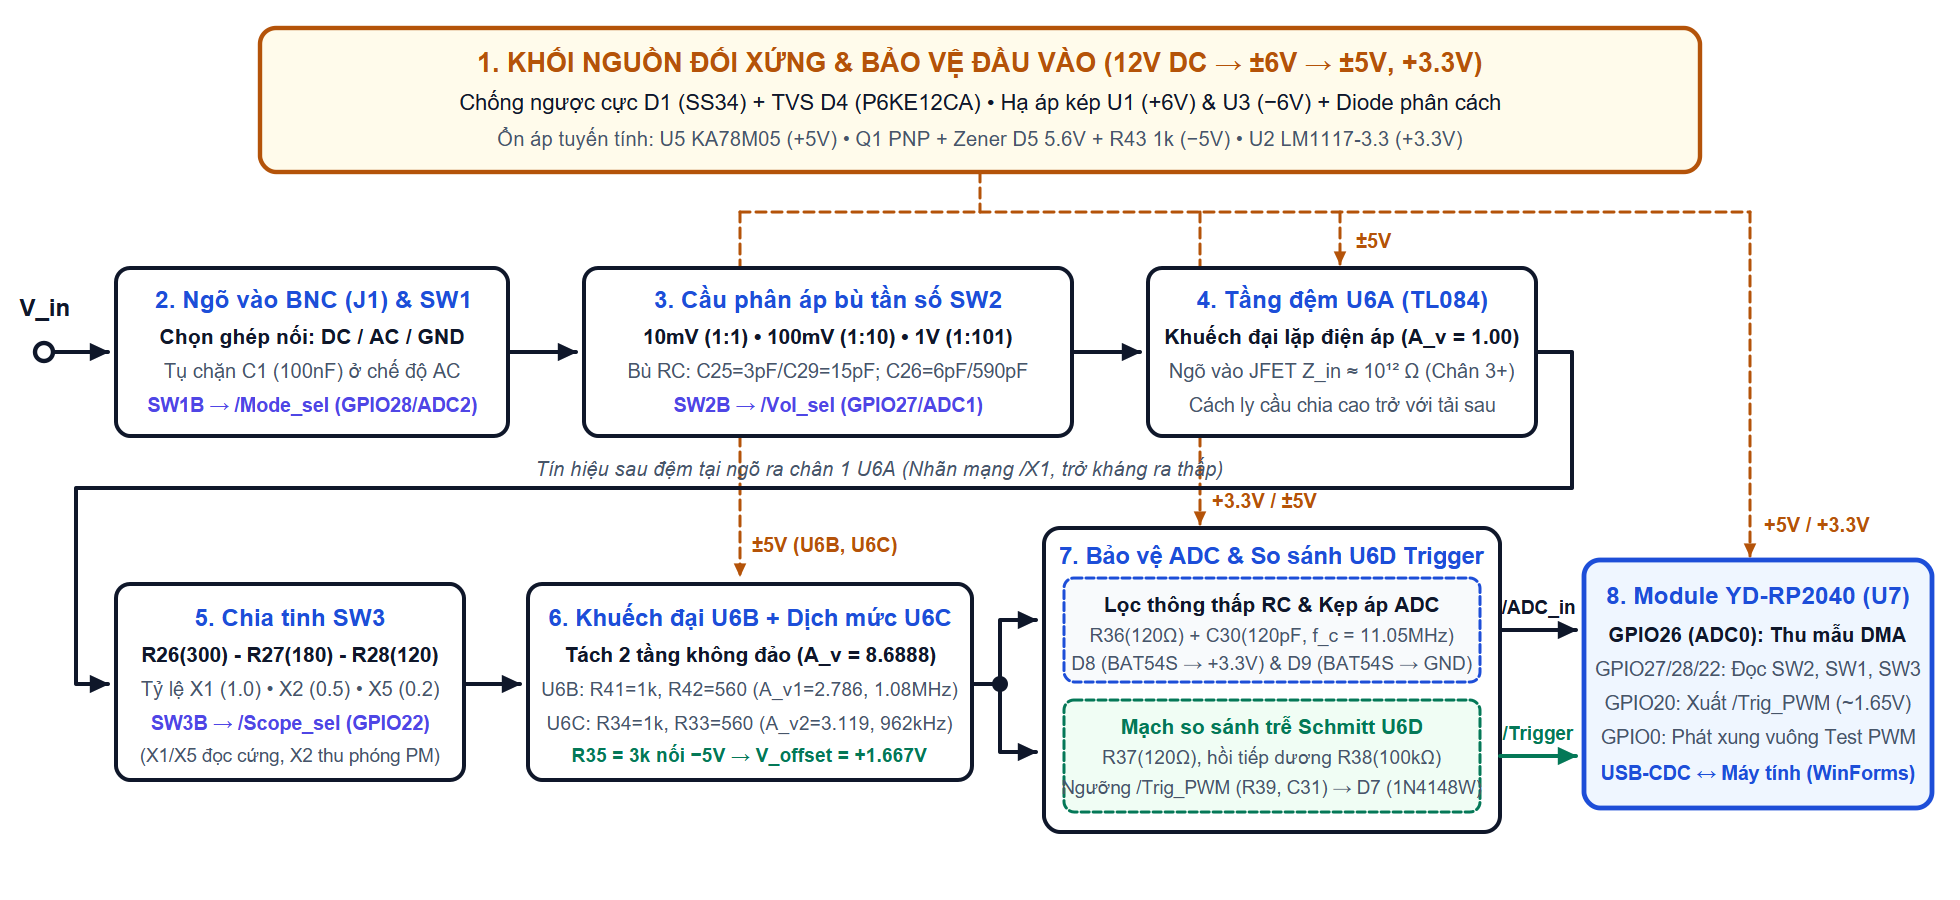 1. KHỐI NGUỒN ĐỐI XỨNG & BẢO VỆ ĐẦU VÀO (12V DC → ±6V → ±5V, +3.3V)
Chống ngược cực D1 (SS34) + TVS D4 (P6KE12CA) • Hạ áp kép U1 (+6V) & U3 (−6V) + Diode phân cách
Ổn áp tuyến tính: U5 KA78M05 (+5V) • Q1 PNP + Zener D5 5.6V + R43 1k (−5V) • U2 LM1117-3.3 (+3.3V)
±5V
V_in
2. Ngõ vào BNC (J1) & SW1
Chọn ghép nối: DC / AC / GND
Tụ chặn C1 (100nF) ở chế độ AC
SW1B → /Mode_sel (GPIO28/ADC2)
3. Cầu phân áp bù tần số SW2
10mV (1:1) • 100mV (1:10) • 1V (1:101)
Bù RC: C25=3pF/C29=15pF; C26=6pF/590pF
SW2B → /Vol_sel (GPIO27/ADC1)
4. Tầng đệm U6A (TL084)
Khuếch đại lặp điện áp (A_v = 1.00)
Ngõ vào JFET Z_in ≈ 10¹² Ω (Chân 3+)
Cách ly cầu chia cao trở với tải sau
Tín hiệu sau đệm tại ngõ ra chân 1 U6A (Nhãn mạng /X1, trở kháng ra thấp)
+3.3V / ±5V
+5V / +3.3V
±5V (U6B, U6C)
5. Chia tinh SW3
R26(300) - R27(180) - R28(120)
Tỷ lệ X1 (1.0) • X2 (0.5) • X5 (0.2)
SW3B → /Scope_sel (GPIO22)
(X1/X5 đọc cứng, X2 thu phóng PM)
6. Khuếch đại U6B + Dịch mức U6C
Tách 2 tầng không đảo (A_v = 8.6888)
U6B: R41=1k, R42=560 (A_v1=2.786, 1.08MHz)
U6C: R34=1k, R33=560 (A_v2=3.119, 962kHz)
R35 = 3k nối −5V → V_offset = +1.667V
7. Bảo vệ ADC & So sánh U6D Trigger
Lọc thông thấp RC & Kẹp áp ADC
R36(120Ω) + C30(120pF, f_c = 11.05MHz)
D8 (BAT54S → +3.3V) & D9 (BAT54S → GND)
Mạch so sánh trễ Schmitt U6D
R37(120Ω), hồi tiếp dương R38(100kΩ)
Ngưỡng /Trig_PWM (R39, C31) → D7 (1N4148W)
/ADC_in
/Trigger
8. Module YD-RP2040 (U7)
GPIO26 (ADC0): Thu mẫu DMA
GPIO27/28/22: Đọc SW2, SW1, SW3
GPIO20: Xuất /Trig_PWM (~1.65V)
GPIO0: Phát xung vuông Test PWM
USB-CDC ↔ Máy tính (WinForms)